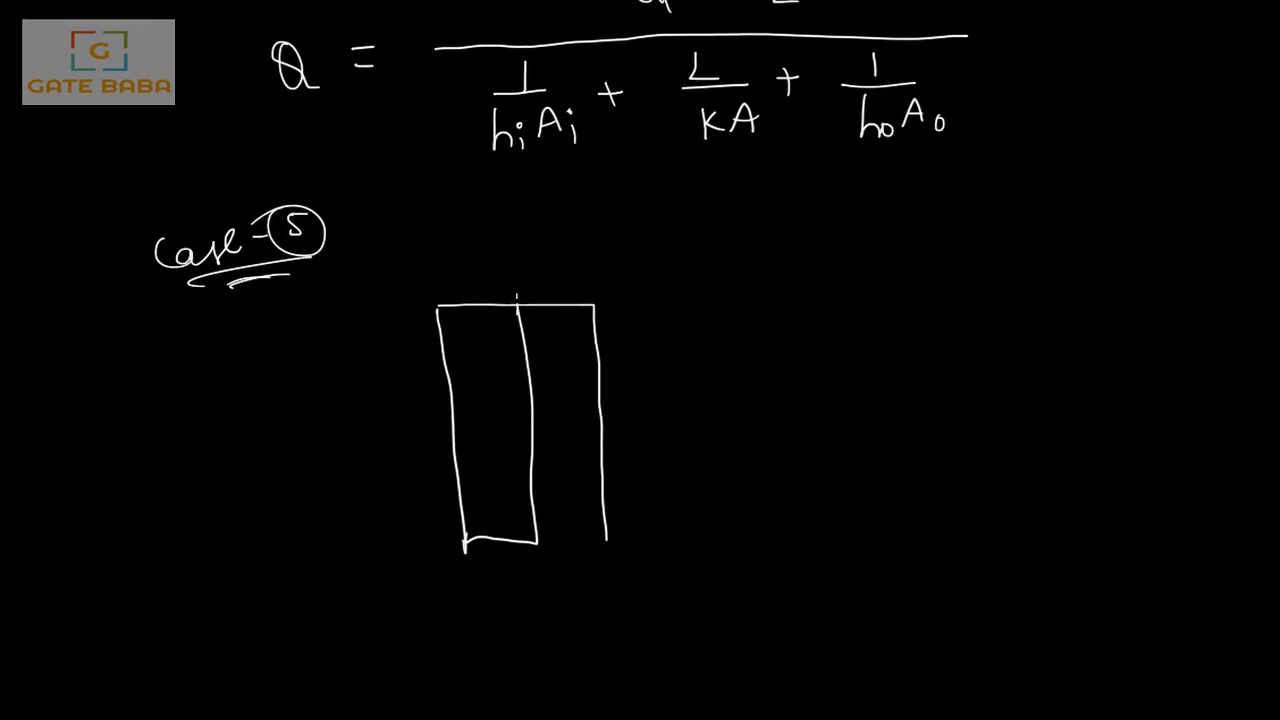 G
GATE BABA
Q = 1/hiAi + L/KA + 1/hoAo
Case - 5